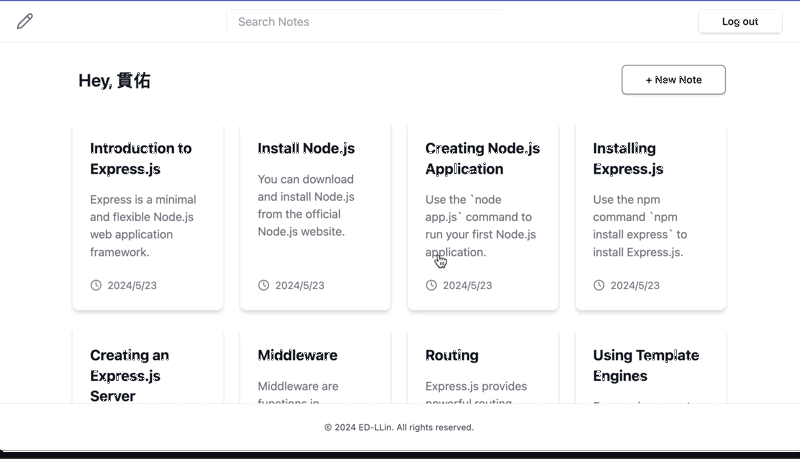 Search Notes
Log out
Hey, 貫佑
+ New Note
Introduction to
Express.js
Express is a minimal
and flexible Node.js
web application
framework.
2024/5/23
Install Node.js
You can download
and install Node.js
from the official
Node.js website.
2024/5/23
Creating Node.js
Application
Use the `node
app.js` command to
run your first Node.js
application.
2024/5/23
Installing
Express.js
Use the npm
command `npm
install express` to
install Express.js.
2024/5/23
Creating an
Express.js
Server
Middleware
Middleware are
functions in
Routing
Express.js provides
powerful routing
Using Template
Engines
© 2024 ED-LLin. All rights reserved.